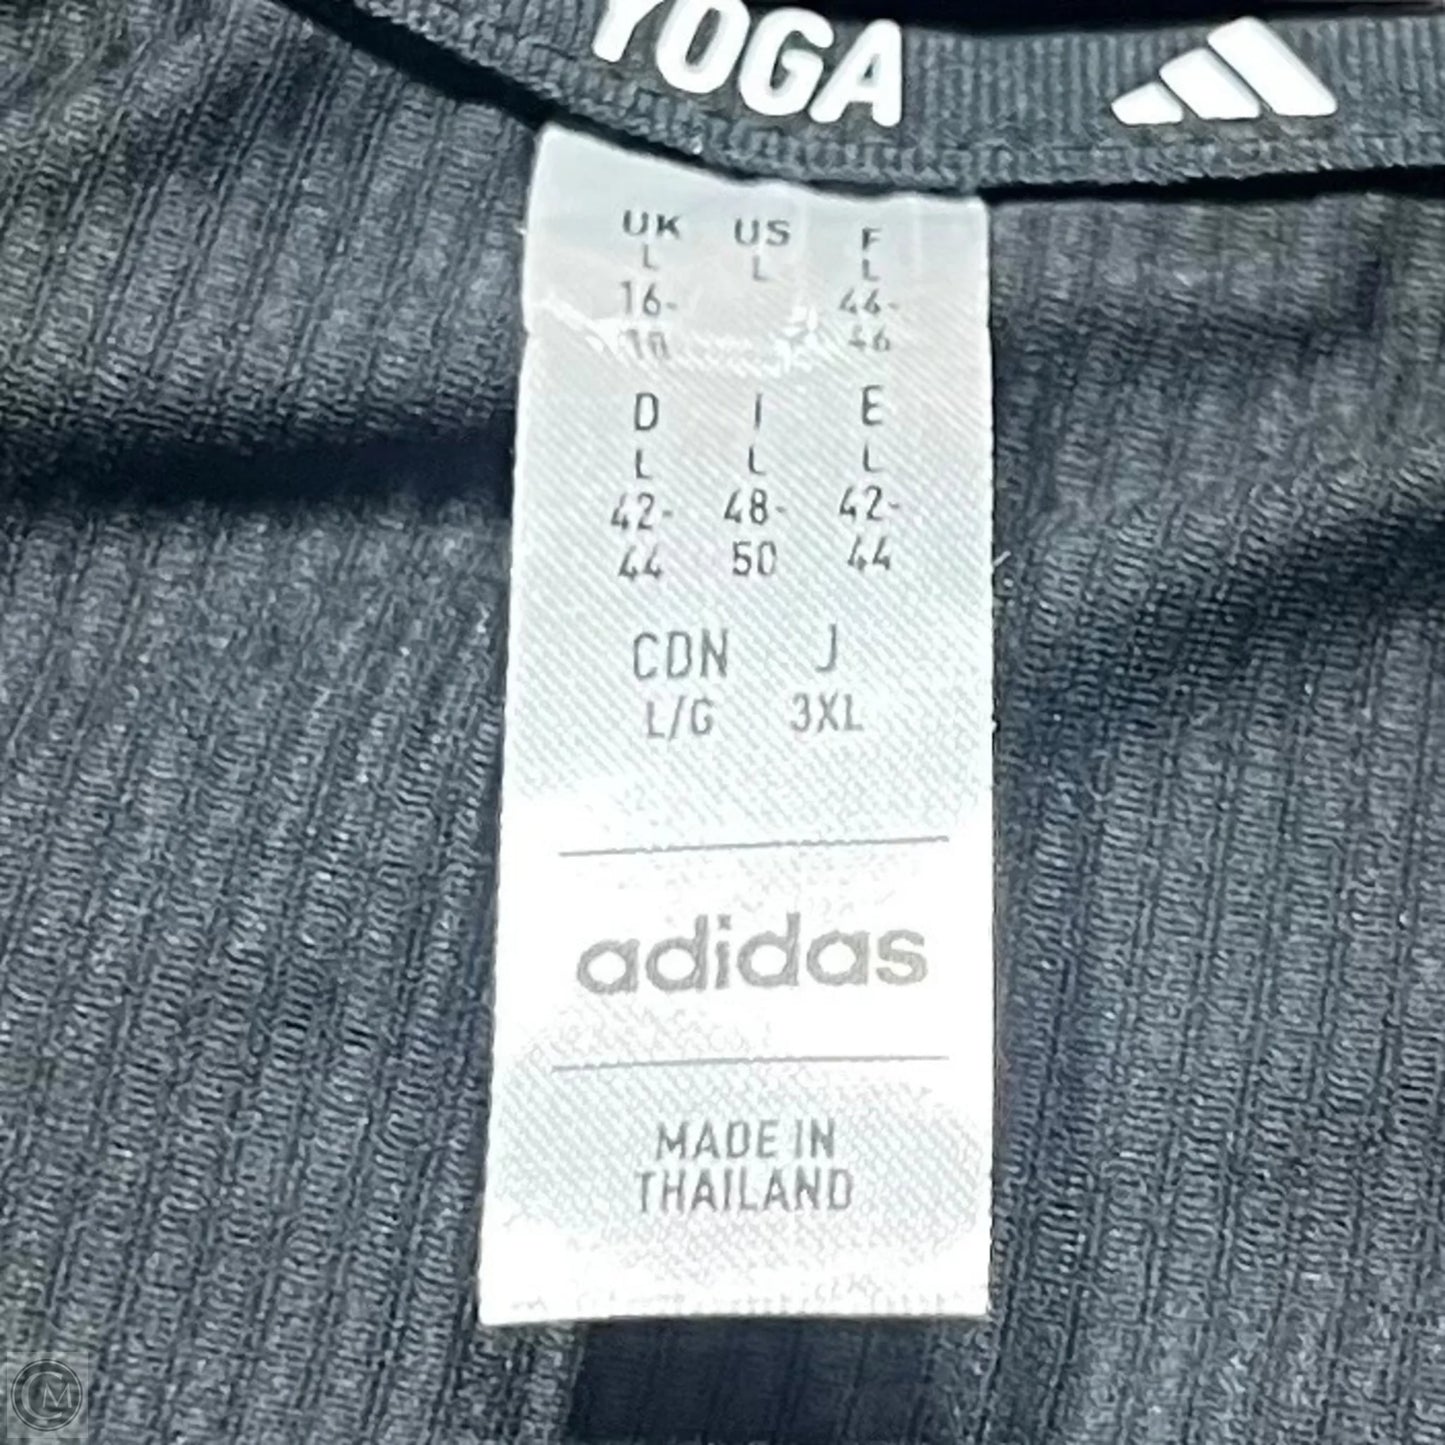 YOGA
UK US F
L L L
16- 44-
18 46
D I E
L L L
42- 48- 42-
44 50 44
CDN J
L/G 3XL
adidas
MADE IN
THAILAND